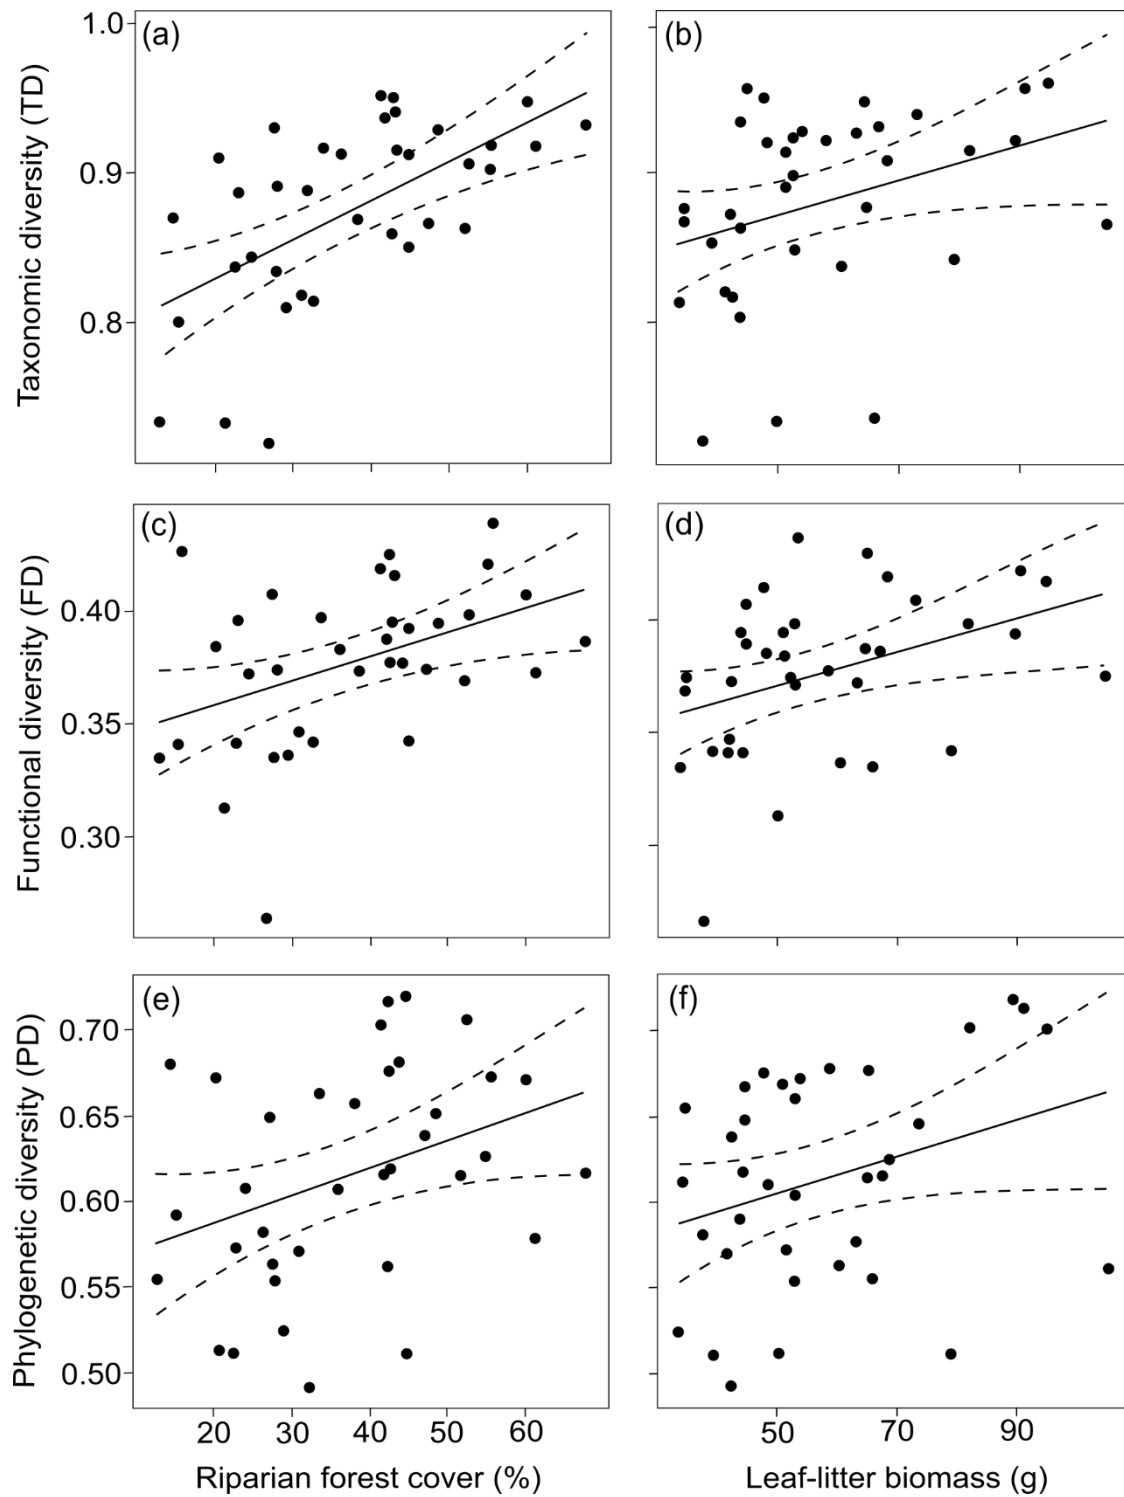 (a)
(b)
1.0
0.9
0.8
Taxonomic diversity (TD)
(c)
(d)
0.40
0.35
0.30
Functional diversity (FD)
(e)
(f)
0.70
0.65
0.60
0.55
0.50
Phylogenetic diversity (PD)
20 30 40 50 60
50 70 90
Riparian forest cover (%)
Leaf-litter biomass (g)